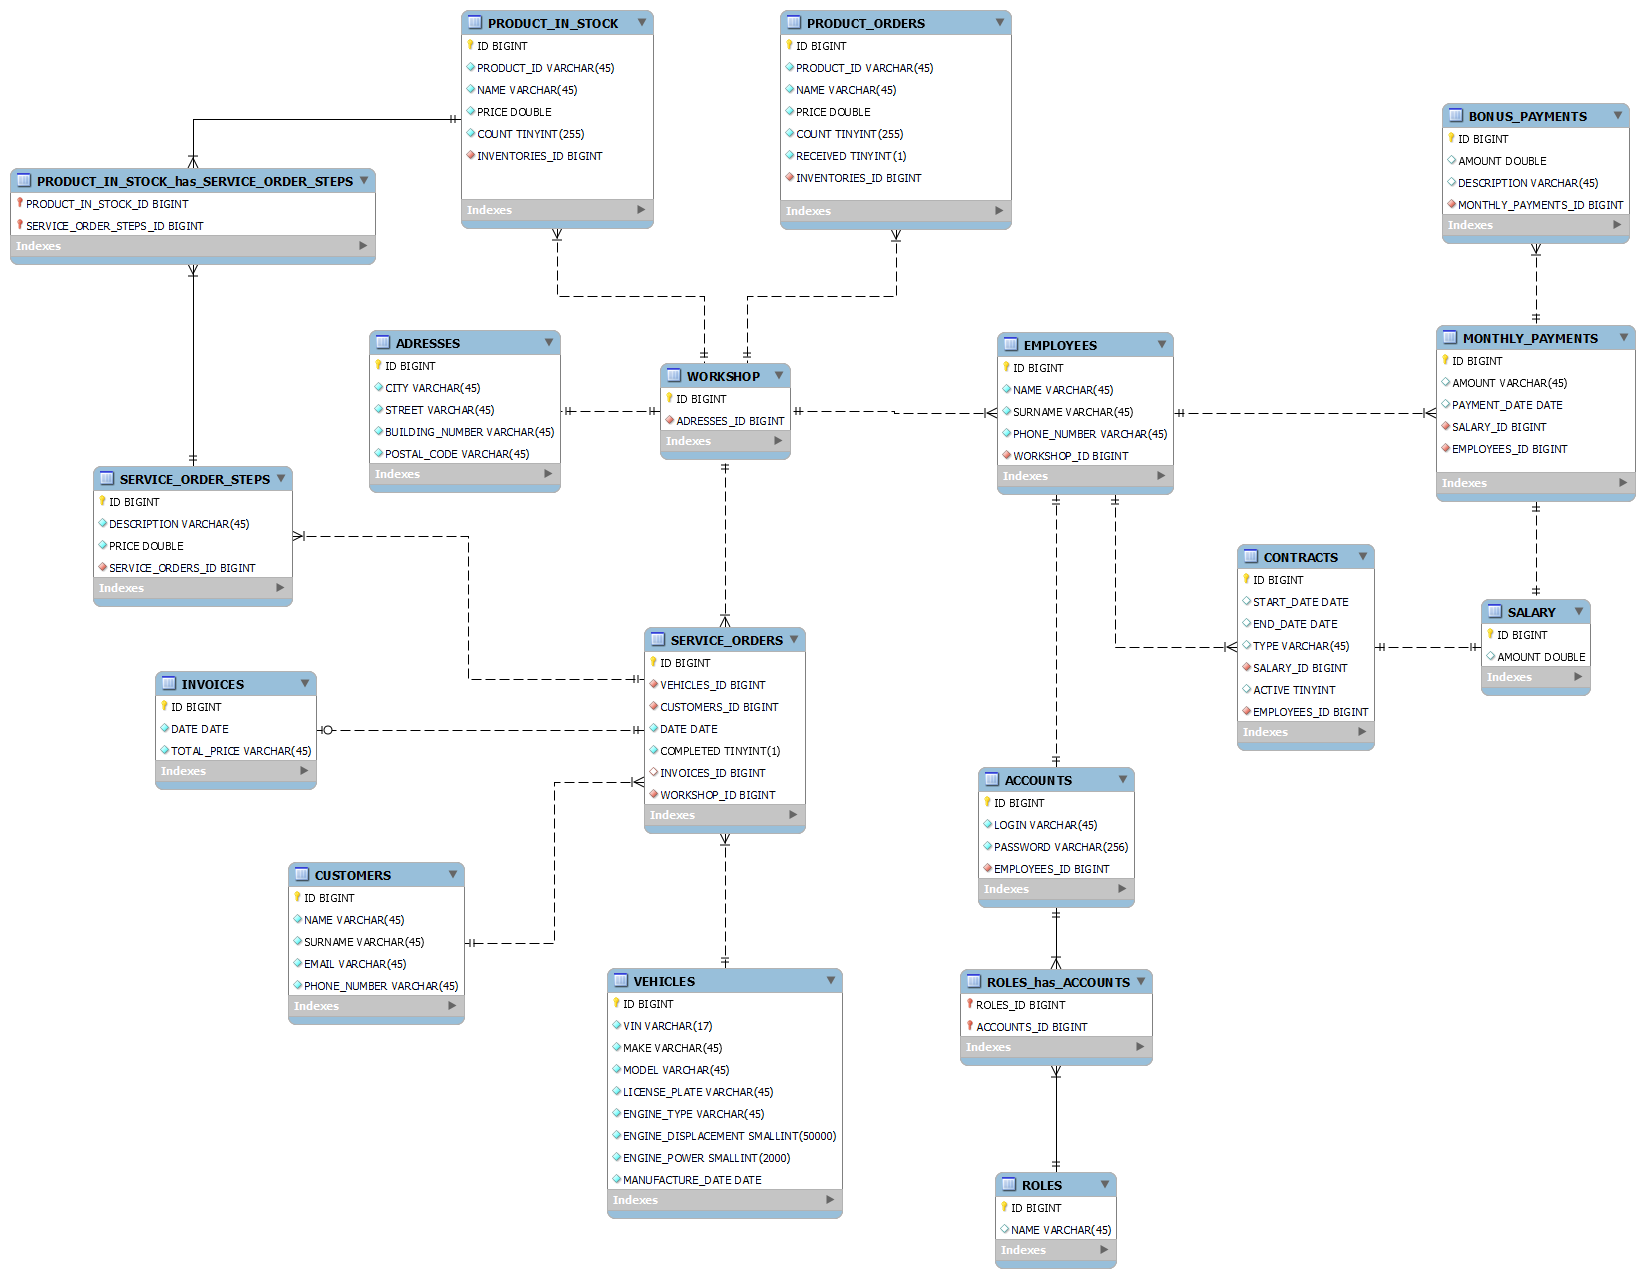 PRODUCT_IN_STOCK
ID BIGINT
PRODUCT_ID VARCHAR(45)
NAME VARCHAR(45)
PRICE DOUBLE
COUNT TINYINT(255)
INVENTORIES_ID BIGINT
Indexes
PRODUCT_ORDERS
ID BIGINT
PRODUCT_ID VARCHAR(45)
NAME VARCHAR(45)
PRICE DOUBLE
COUNT TINYINT(255)
RECEIVED TINYINT(1)
INVENTORIES_ID BIGINT
Indexes
BONUS_PAYMENTS
ID BIGINT
AMOUNT DOUBLE
DESCRIPTION VARCHAR(45)
MONTHLY_PAYMENTS_ID BIGINT
Indexes
PRODUCT_IN_STOCK_has_SERVICE_ORDER_STEPS
PRODUCT_IN_STOCK_ID BIGINT
SERVICE_ORDER_STEPS_ID BIGINT
Indexes
ADRESSES
ID BIGINT
CITY VARCHAR(45)
STREET VARCHAR(45)
BUILDING_NUMBER VARCHAR(45)
POSTAL_CODE VARCHAR(45)
Indexes
WORKSHOP
ID BIGINT
ADRESSES_ID BIGINT
Indexes
EMPLOYEES
ID BIGINT
NAME VARCHAR(45)
SURNAME VARCHAR(45)
PHONE_NUMBER VARCHAR(45)
WORKSHOP_ID BIGINT
Indexes
MONTHLY_PAYMENTS
ID BIGINT
AMOUNT VARCHAR(45)
PAYMENT_DATE DATE
SALARY_ID BIGINT
EMPLOYEES_ID BIGINT
Indexes
SERVICE_ORDER_STEPS
ID BIGINT
DESCRIPTION VARCHAR(45)
PRICE DOUBLE
SERVICE_ORDERS_ID BIGINT
Indexes
CONTRACTS
ID BIGINT
START_DATE DATE
END_DATE DATE
TYPE VARCHAR(45)
SALARY_ID BIGINT
ACTIVE TINYINT
EMPLOYEES_ID BIGINT
Indexes
SALARY
ID BIGINT
AMOUNT DOUBLE
Indexes
SERVICE_ORDERS
ID BIGINT
VEHICLES_ID BIGINT
CUSTOMERS_ID BIGINT
DATE DATE
COMPLETED TINYINT(1)
INVOICES_ID BIGINT
WORKSHOP_ID BIGINT
Indexes
INVOICES
ID BIGINT
DATE DATE
TOTAL_PRICE VARCHAR(45)
Indexes
ACCOUNTS
ID BIGINT
LOGIN VARCHAR(45)
PASSWORD VARCHAR(256)
EMPLOYEES_ID BIGINT
Indexes
CUSTOMERS
ID BIGINT
NAME VARCHAR(45)
SURNAME VARCHAR(45)
EMAIL VARCHAR(45)
PHONE_NUMBER VARCHAR(45)
Indexes
VEHICLES
ID BIGINT
VIN VARCHAR(17)
MAKE VARCHAR(45)
MODEL VARCHAR(45)
LICENSE_PLATE VARCHAR(45)
ENGINE_TYPE VARCHAR(45)
ENGINE_DISPLACEMENT SMALLINT(50000)
ENGINE_POWER SMALLINT(2000)
MANUFACTURE_DATE DATE
Indexes
ROLES_has_ACCOUNTS
ROLES_ID BIGINT
ACCOUNTS_ID BIGINT
Indexes
ROLES
ID BIGINT
NAME VARCHAR(45)
Indexes